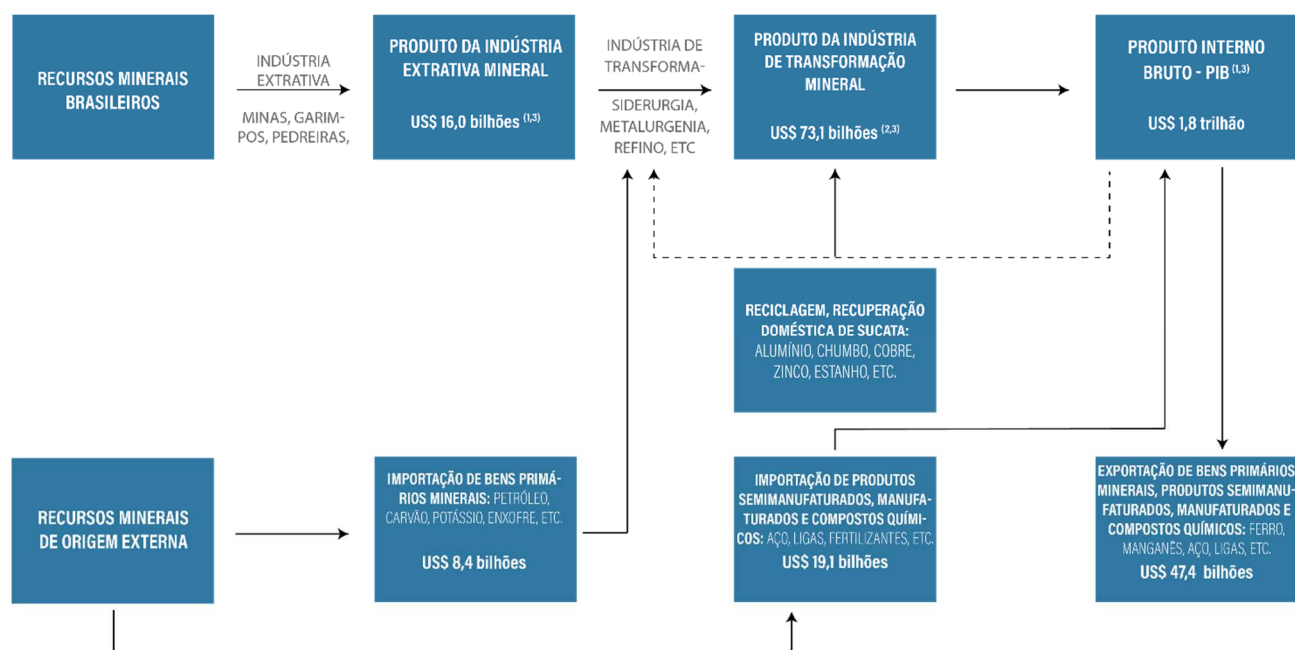 RECURSOS MINERAIS
BRASILEIROS
INDÚSTRIA
EXTRATIVA
MINAS, GARIM-
POS, PEDREIRAS,
PRODUTO DA INDÚSTRIA
EXTRATIVA MINERAL
US$ 16,0 bilhões (1,3)
INDÚSTRIA DE
TRANSFORMA-
SIDERURGIA,
METALURGENIA,
REFINO, ETC
PRODUTO DA INDÚSTRIA
DE TRANSFORMAÇÃO
MINERAL
US$ 73,1 bilhões (2,3)
PRODUTO INTERNO
BRUTO - PIB (1,3)
US$ 1,8 trilhão
RECICLAGEM, RECUPERAÇÃO
DOMÉSTICA DE SUCATA:
ALUMÍNIO, CHUMBO, COBRE,
ZINCO, ESTANHO, ETC.
RECURSOS MINERAIS
DE ORIGEM EXTERNA
IMPORTAÇÃO DE BENS PRIMÁ-
RIOS MINERAIS: PETRÓLEO,
CARVÃO, POTÁSSIO, ENXOFRE, ETC.
US$ 8,4 bilhões
IMPORTAÇÃO DE PRODUTOS
SEMIMANUFATURADOS, MANUFA-
TURADOS E COMPOSTOS QUÍMI-
COS: AÇO, LIGAS, FERTILIZANTES, ETC.
US$ 19,1 bilhões
EXPORTAÇÃO DE BENS PRIMÁRIOS
MINERAIS, PRODUTOS SEMIMANU-
FATURADOS, MANUFATURADOS E
COMPOSTOS QUÍMICOS: FERRO,
MANGANÊS, AÇO, LIGAS, ETC.
US$ 47,4 bilhões